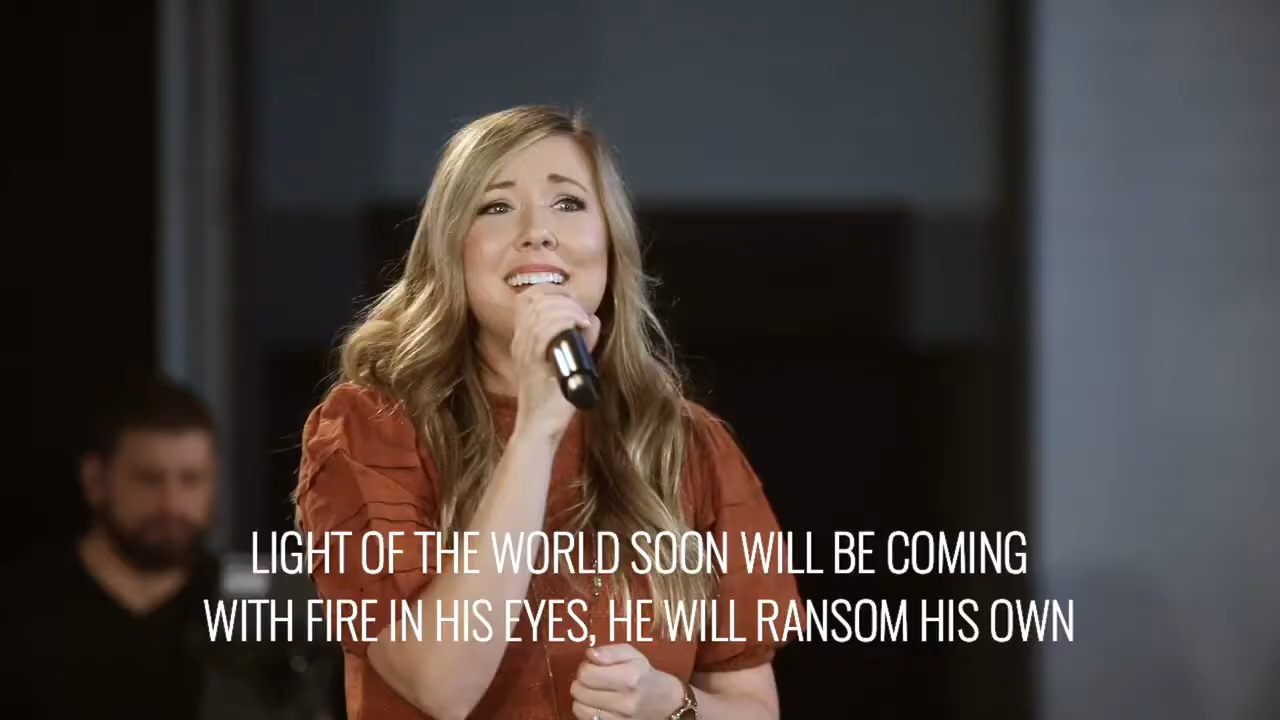 LIGHT OF THE WORLD SOON WILL BE COMING
WITH FIRE IN HIS EYES, HE WILL RANSOM HIS OWN